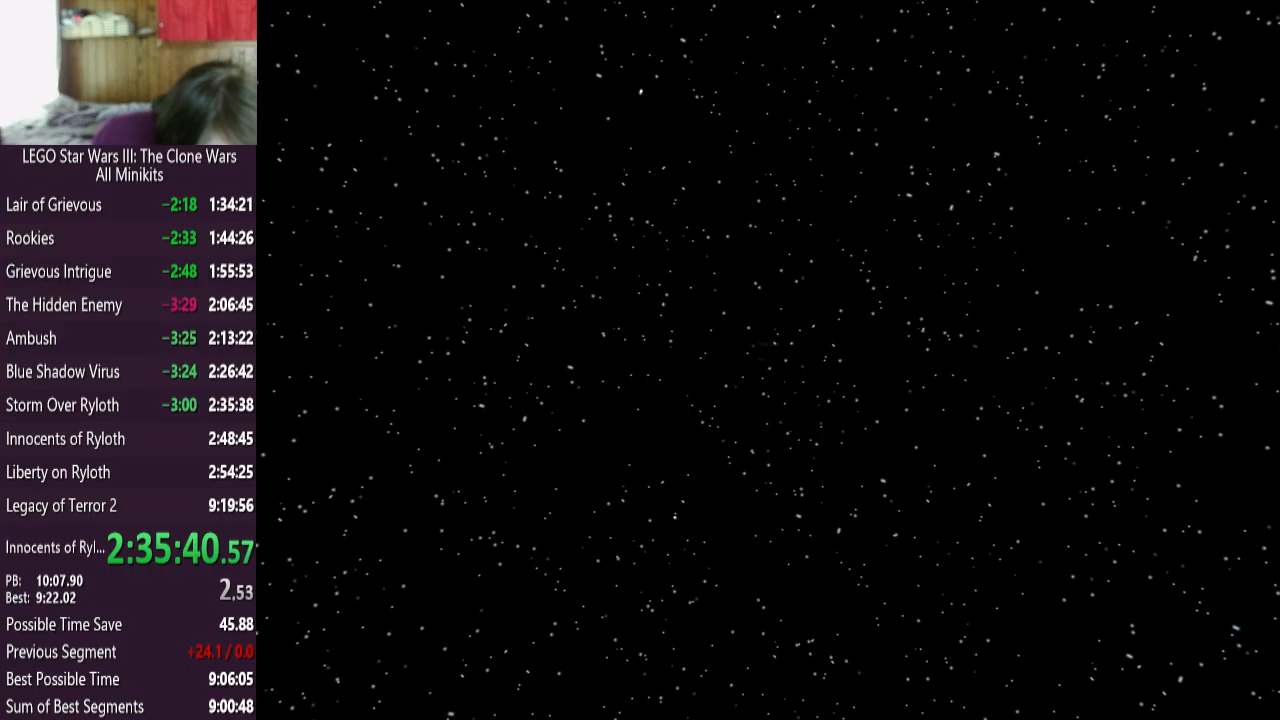 LEGO Star Wars III: The Clone Wars
All Minikits
Lair of Grievous −2:18 1:34:21
Rookies −2:33 1:44:26
Grievous Intrigue −2:48 1:55:53
The Hidden Enemy −3:29 2:06:45
Ambush −3:25 2:13:22
Blue Shadow Virus −3:24 2:26:42
Storm Over Ryloth −3:00 2:35:38
Innocents of Ryloth 2:48:45
Liberty on Ryloth 2:54:25
Legacy of Terror 2 9:19:56
Innocents of Ryl... 2:35:40.57
PB: 10:07.90
Best: 9:22.02 2.53
Possible Time Save 45.88
Previous Segment +24.1 / 0.0
Best Possible Time 9:06:05
Sum of Best Segments 9:00:48